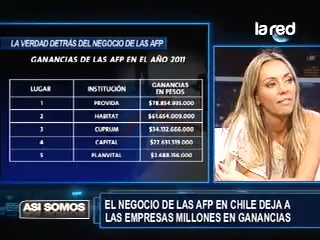 la red
LA VERDAD DETRÁS DEL NEGOCIO DE LAS AFP
GANANCIAS DE LAS AFP EN EL AÑO 2011
LUGAR INSTITUCIÓN GANANCIAS EN PESOS
1 PROVIDA $78.854.935.000
2 HABITAT $61.654.009.000
3 CUPRUM $34.132.666.000
4 CAPITAL $22.631.319.000
5 PLANVITAL $2.688.156.000
ASI SOMOS
EL NEGOCIO DE LAS AFP EN CHILE DEJA A
LAS EMPRESAS MILLONES EN GANANCIAS